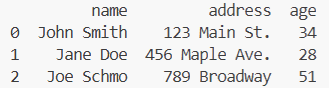 name address age
0 John Smith 123 Main St. 34
1 Jane Doe 456 Maple Ave. 28
2 Joe Schmo 789 Broadway 51